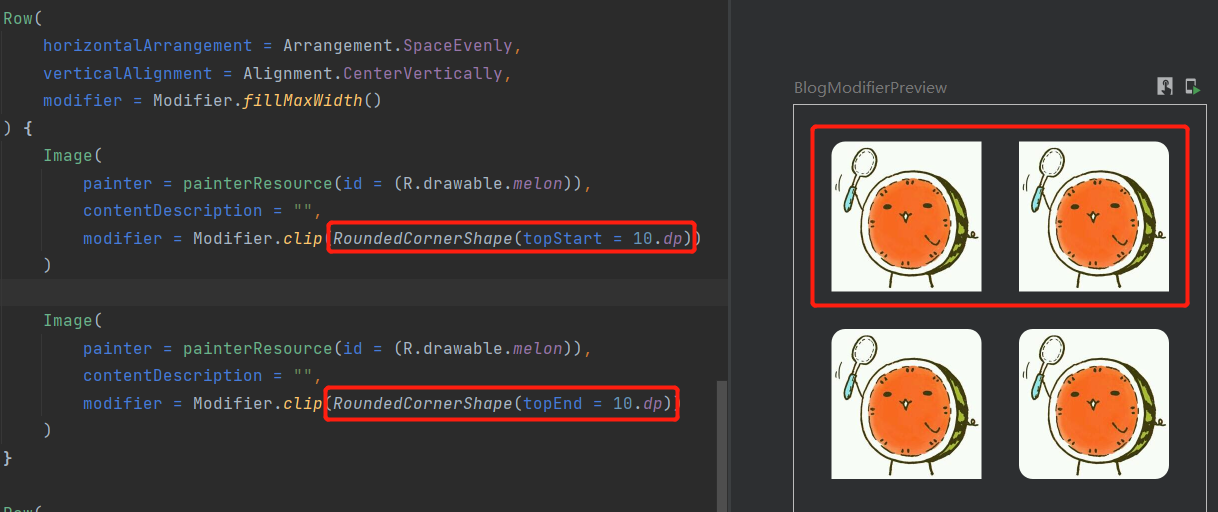 Row(
horizontalArrangement = Arrangement.SpaceEvenly,
verticalAlignment = Alignment.CenterVertically,
modifier = Modifier.fillMaxWidth()
) {
Image(
painter = painterResource(id = (R.drawable.melon)),
contentDescription = "",
modifier = Modifier.clip(RoundedCornerShape(topStart = 10.dp))
)
Image(
painter = painterResource(id = (R.drawable.melon)),
contentDescription = "",
modifier = Modifier.clip(RoundedCornerShape(topEnd = 10.dp))
)
}
Row(
BlogModifierPreview